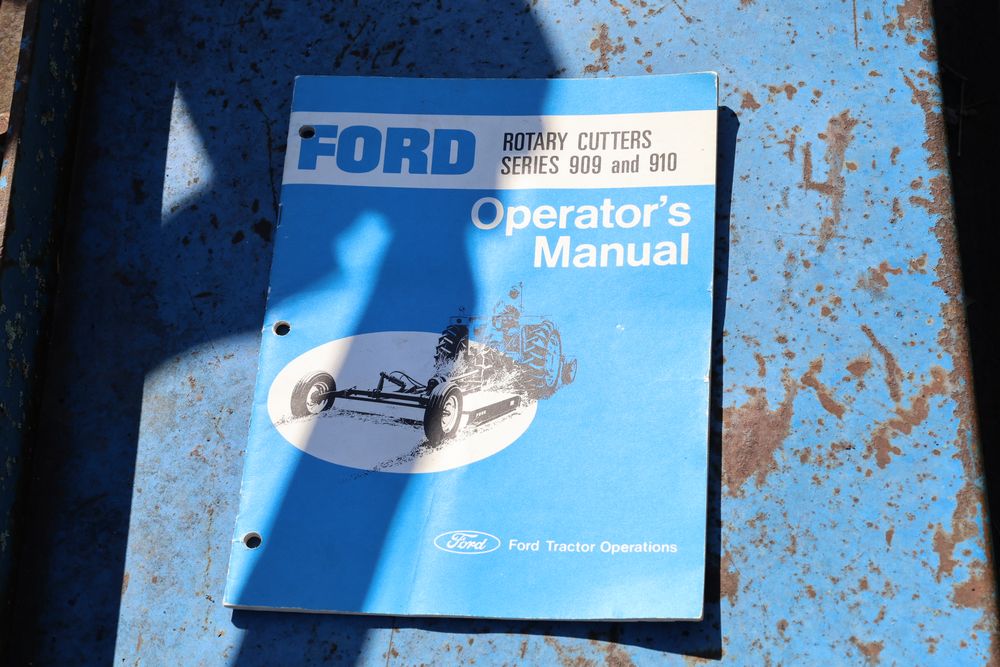 FORD
ROTARY CUTTERS
SERIES 909 and 910
Operator's
Manual
Ford
Ford Tractor Operations